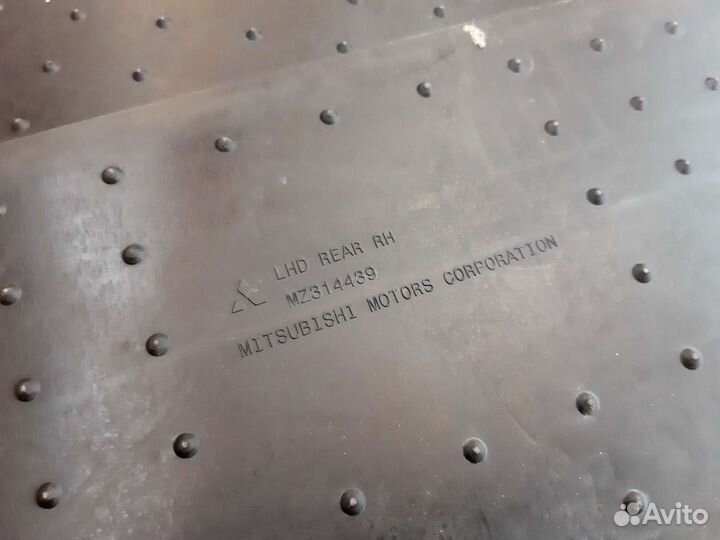 LHD REAR RH
MZ314439
MITSUBISHI MOTORS CORPORATION
Avito